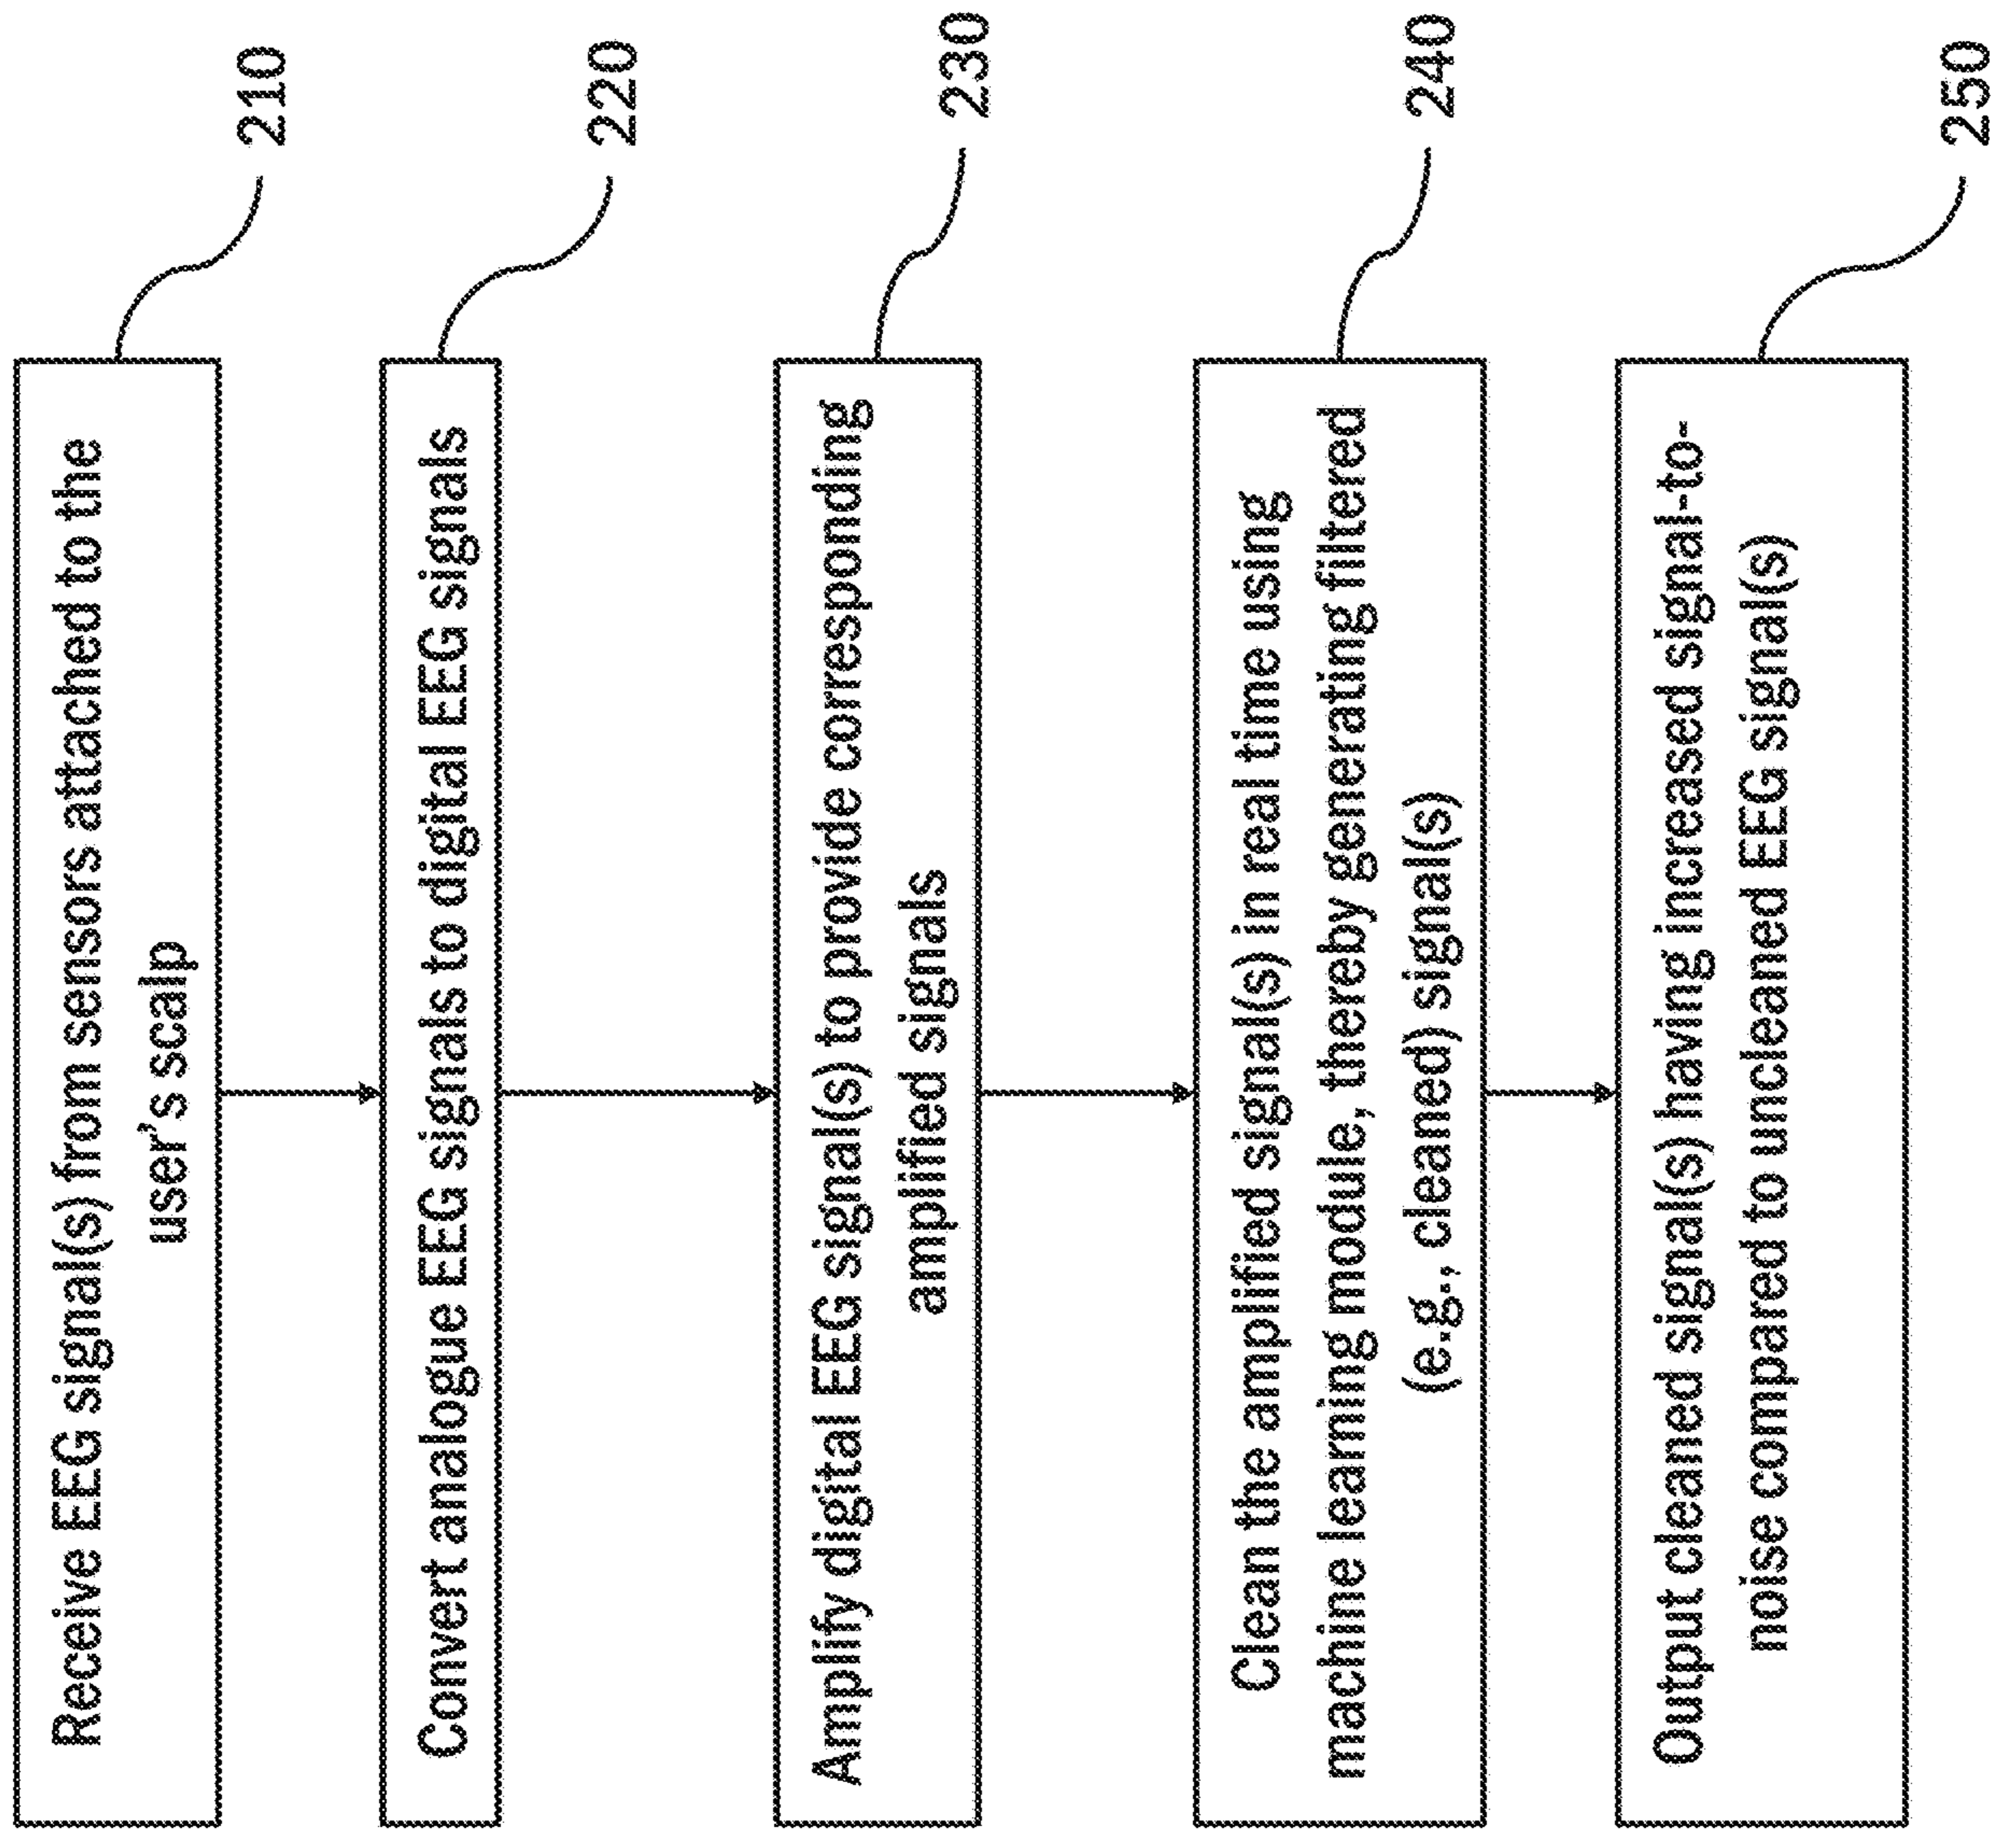 Receive EEG signal(s) from sensors attached to the
user's scalp
210
Convert analogue EEG signals to digital EEG signals
220
Amplify digital EEG signal(s) to provide corresponding
amplified signals
230
Clean the amplified signal(s) in real time using
machine learning module, thereby generating filtered
(e.g., cleaned) signal(s)
240
Output cleaned signal(s) having increased signal-to-
noise compared to uncleaned EEG signal(s)
250